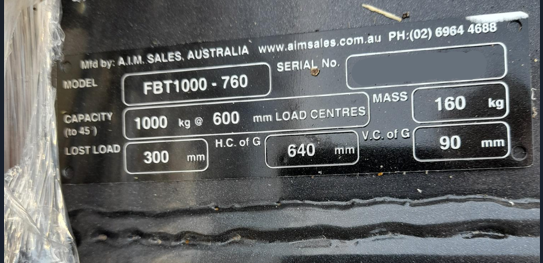 Mfd by: A.I.M. SALES, AUSTRALIA www.aimsales.com.au PH:(02) 6964 4688
MODEL FBT1000 - 760 SERIAL No.
CAPACITY (to 45°) 1000 kg @ 600 mm LOAD CENTRES MASS 160 kg
LOST LOAD 300 mm H.C. of G 640 mm V.C. of G 90 mm